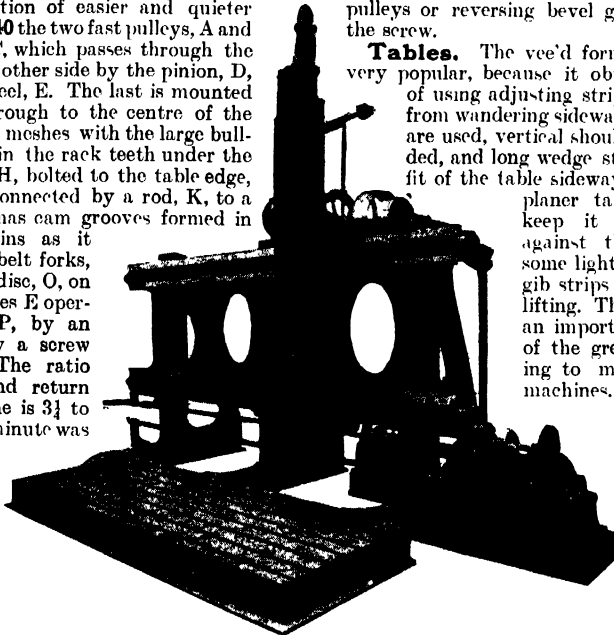 tion of easier and quieter
40 the two fast pulleys, A and
, which passes through the
other side by the pinion, D,
eel, E. The last is mounted
rough to the centre of the
meshes with the large bull-
in the rack teeth under the
H, bolted to the table edge,
onnected by a rod, K, to a
has cam grooves formed in
ins as it
belt forks,
disc, O, on
es E oper-
P, by an
y a screw
The ratio
nd return
ne is 3¼ to
minute was
pulleys or reversing bevel g
the screw.
Tables. The vee'd for
very popular, because it ob
of using adjusting stri
from wandering sideway
are used, vertical shoul
ded, and long wedge st
fit of the table sideway
planer ta
keep it
against t
some light
gib strips
lifting. Th
an import
of the gre
ing to m
machines.